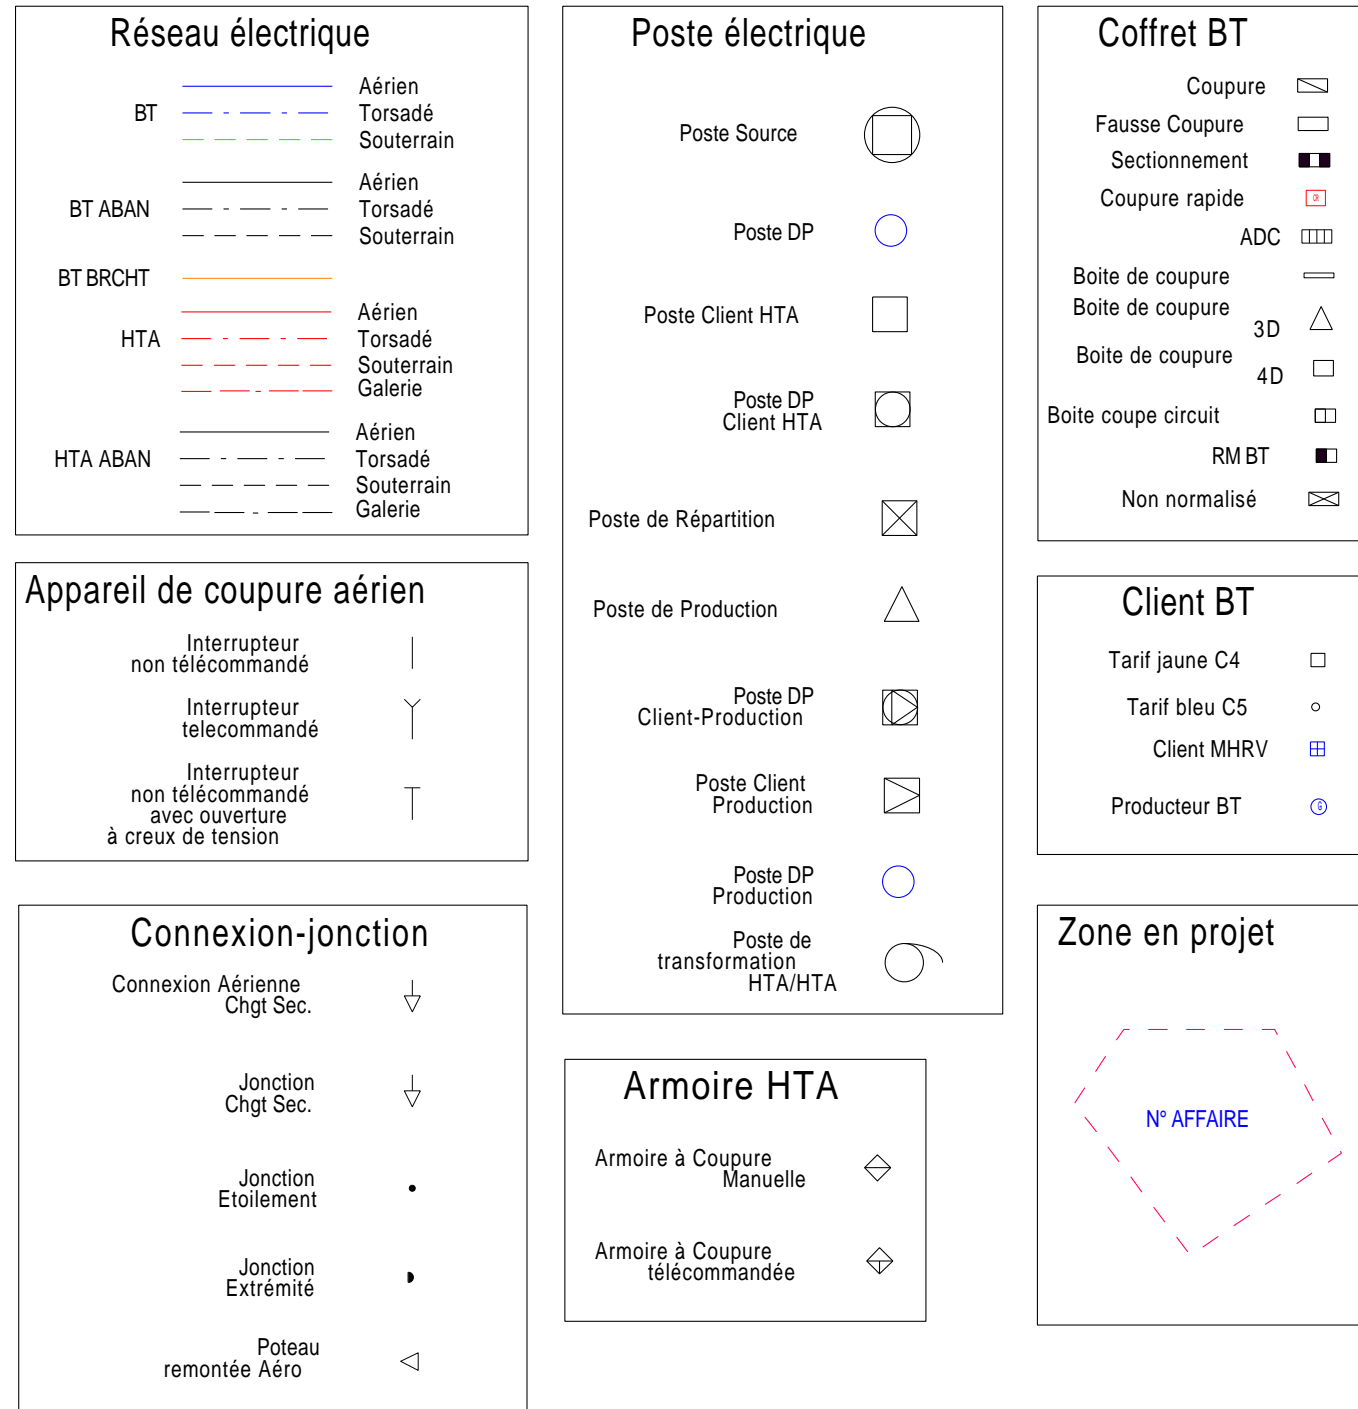 Réseau électrique
BT
Aérien
Torsadé
Souterrain
BT ABAN
Aérien
Torsadé
Souterrain
BT BRCHT
HTA
Aérien
Torsadé
Souterrain
Galerie
HTA ABAN
Aérien
Torsadé
Souterrain
Galerie
Appareil de coupure aérien
Interrupteur
non télécommandé
Interrupteur
telecommandé
Interrupteur
non télécommandé
avec ouverture
à creux de tension
Connexion-jonction
Connexion Aérienne
Chgt Sec.
Jonction
Chgt Sec.
Jonction
Etoilement
Jonction
Extrémité
Poteau
remontée Aéro
Poste électrique
Poste Source
Poste DP
Poste Client HTA
Poste DP
Client HTA
Poste de Répartition
Poste de Production
Poste DP
Client-Production
Poste Client
Production
Poste DP
Production
Poste de
transformation
HTA/HTA
Armoire HTA
Armoire à Coupure
Manuelle
Armoire à Coupure
télécommandée
Coffret BT
Coupure
Fausse Coupure
Sectionnement
Coupure rapide
CR
ADC
Boite de coupure
Boite de coupure
3D
Boite de coupure
4D
Boite coupe circuit
RM BT
Non normalisé
Client BT
Tarif jaune C4
Tarif bleu C5
Client MHRV
Producteur BT
G
Zone en projet
N° AFFAIRE